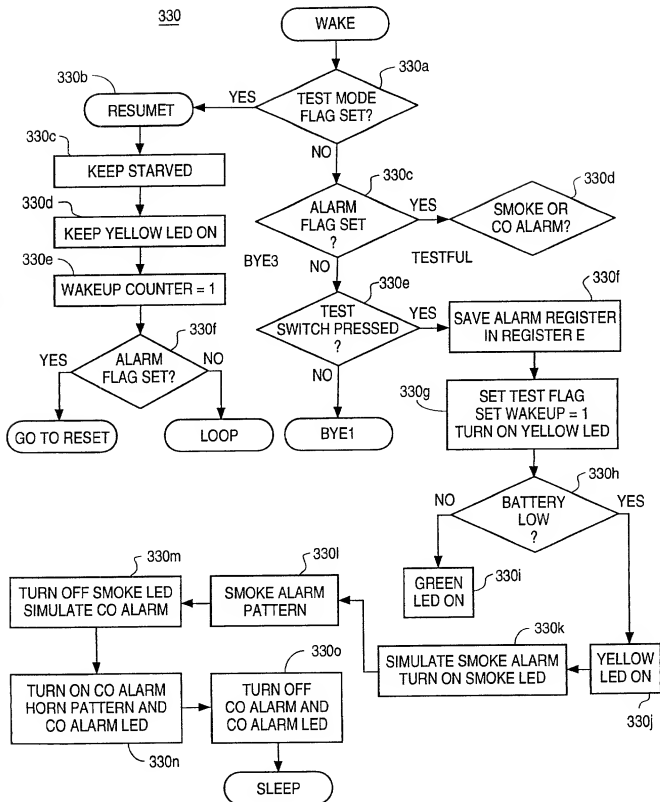 330
WAKE
330a
330b
YES
TEST MODE
FLAG SET?
RESUMET
330c
NO
330c
KEEP STARVED
330d
ALARM
FLAG SET
?
YES
330d
SMOKE OR
CO ALARM?
KEEP YELLOW LED ON
330e
BYE3
NO
TESTFUL
WAKEUP COUNTER = 1
330e
330f
330f
TEST
SWITCH PRESSED
?
YES
SAVE ALARM REGISTER
IN REGISTER E
YES
ALARM
FLAG SET?
NO
NO
330g
SET TEST FLAG
SET WAKEUP = 1
TURN ON YELLOW LED
GO TO RESET
LOOP
BYE1
330h
NO
BATTERY
LOW
?
YES
330m
330l
TURN OFF SMOKE LED
SIMULATE CO ALARM
SMOKE ALARM
PATTERN
GREEN
LED ON
330i
330k
330o
SIMULATE SMOKE ALARM
TURN ON SMOKE LED
YELLOW
LED ON
TURN ON CO ALARM
HORN PATTERN AND
CO ALARM LED
TURN OFF
CO ALARM AND
CO ALARM LED
330j
330n
SLEEP